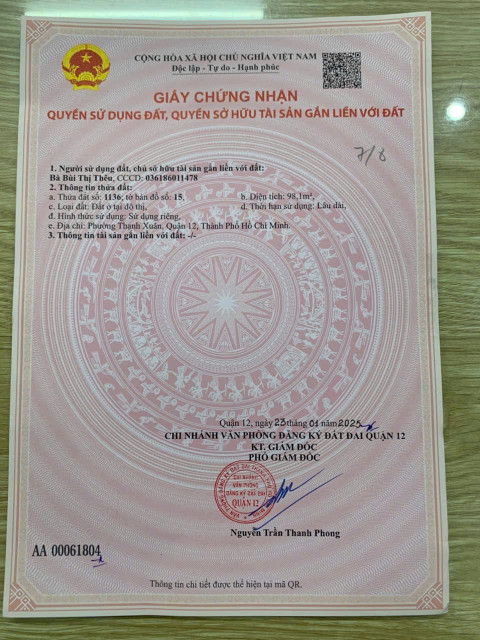 CỘNG HÒA XÃ HỘI CHỦ NGHĨA VIỆT NAM
Độc lập - Tự do - Hạnh phúc
GIẤY CHỨNG NHẬN
QUYỀN SỬ DỤNG ĐẤT, QUYỀN SỞ HỮU TÀI SẢN GẮN LIỀN VỚI ĐẤT
7/8
1. Người sử dụng đất, chủ sở hữu tài sản gắn liền với đất:
Bà Bùi Thị Thêu, CCCD: 036186011478
2. Thông tin thửa đất:
a. Thửa đất số: 1136; tờ bản đồ số: 15, b. Diện tích: 98,1m²,
c. Loại đất: Đất ở tại đô thị, d. Thời hạn sử dụng: Lâu dài,
đ. Hình thức sử dụng: Sử dụng riêng,
e. Địa chỉ: Phường Thạnh Xuân, Quận 12, Thành Phố Hồ Chí Minh.
3. Thông tin tài sản gắn liền với đất: -/-
Quận 12, ngày 23 tháng 01 năm 2025
CHI NHÁNH VĂN PHÒNG ĐĂNG KÝ ĐẤT ĐAI QUẬN 12
KT. GIÁM ĐỐC
PHÓ GIÁM ĐỐC
CHI NHÁNH
VĂN PHÒNG
ĐĂNG KÝ ĐẤT ĐAI
QUẬN 12
Nguyễn Trần Thanh Phong
AA 00061804
Thông tin chi tiết được thể hiện tại mã QR.